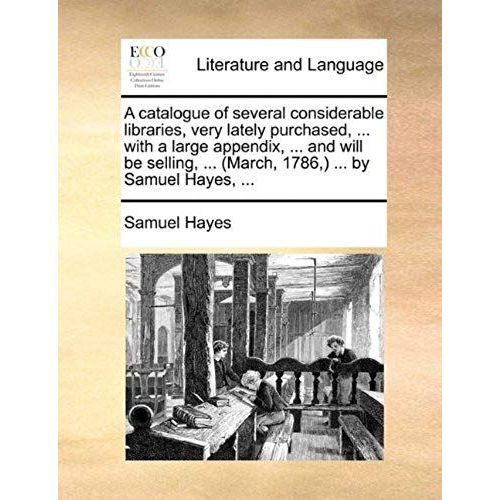 ECCO
Literature and Language
Eighteenth Century
Collections Online
Print Editions
A catalogue of several considerable
libraries, very lately purchased, ...
with a large appendix, ... and will
be selling, ... (March, 1786,) ... by
Samuel Hayes, ...
Samuel Hayes